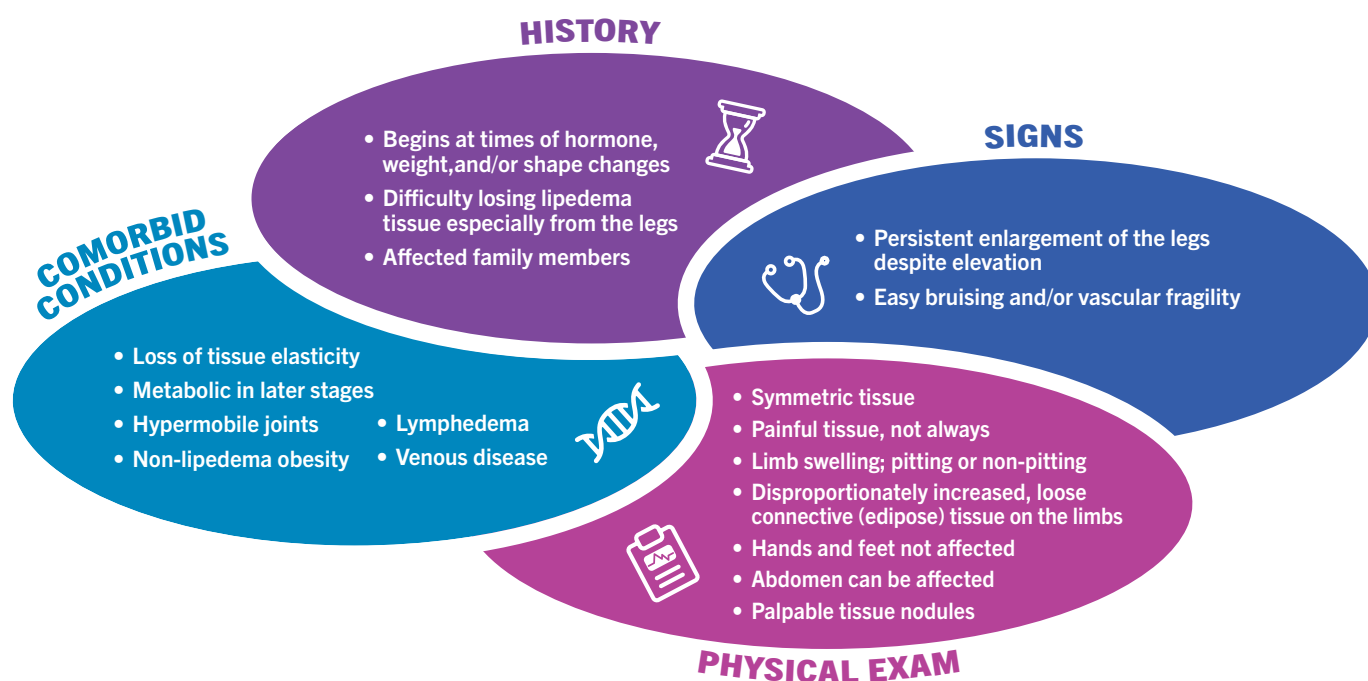 HISTORY
• Begins at times of hormone,
weight,and/or shape changes
• Difficulty losing lipedema
tissue especially from the legs
• Affected family members
SIGNS
• Persistent enlargement of the legs
despite elevation
• Easy bruising and/or vascular fragility
COMORBID
CONDITIONS
• Loss of tissue elasticity
• Metabolic in later stages
• Hypermobile joints
• Non-lipedema obesity
• Lymphedema
• Venous disease
• Symmetric tissue
• Painful tissue, not always
• Limb swelling; pitting or non-pitting
• Disproportionately increased, loose
connective (edipose) tissue on the limbs
• Hands and feet not affected
• Abdomen can be affected
• Palpable tissue nodules
PHYSICAL EXAM